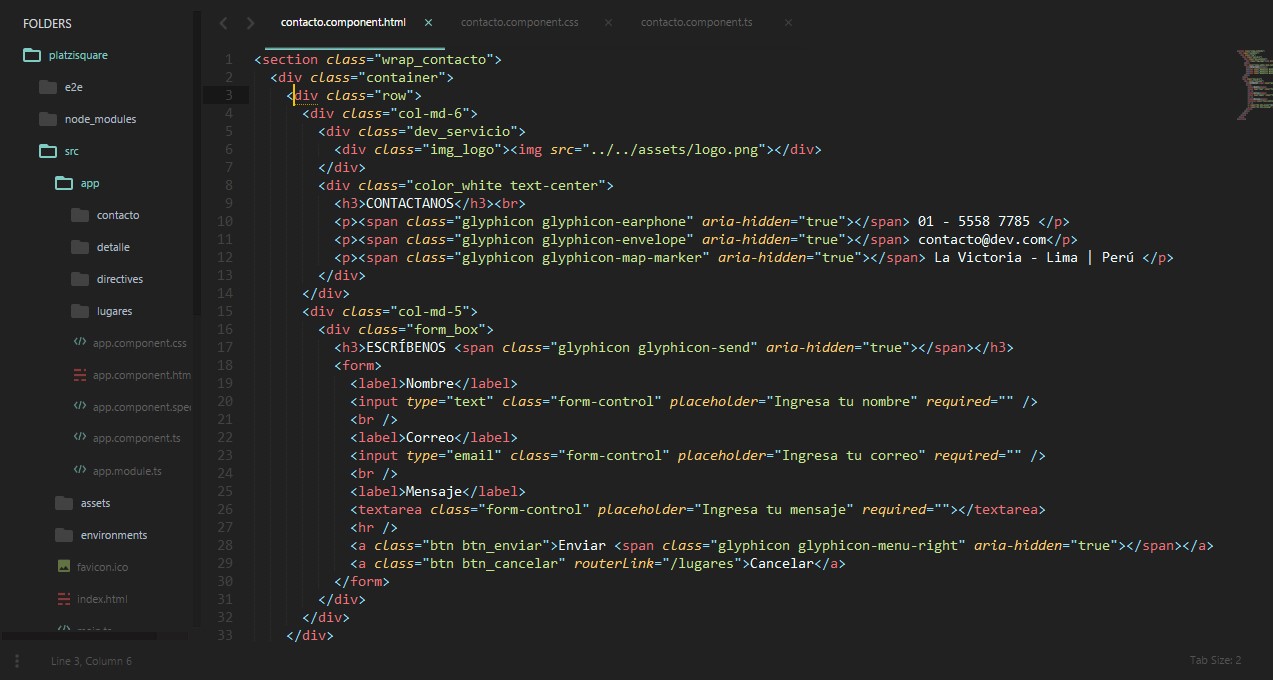 FOLDERS
platzisquare
e2e
node_modules
src
app
contacto
detalle
directives
lugares
app.component.css
app.component.htm
app.component.spe
app.component.ts
app.module.ts
assets
environments
favicon.ico
index.html
main.ts
contacto.component.html ×
contacto.component.css ×
contacto.component.ts ×
1 <section class="wrap_contacto">
2 <div class="container">
3 <div class="row">
4 <div class="col-md-6">
5 <div class="dev_servicio">
6 <div class="img_logo"><img src="../../assets/logo.png"></div>
7 </div>
8 <div class="color_white text-center">
9 <h3>CONTACTANOS</h3><br>
10 <p><span class="glyphicon glyphicon-earphone" aria-hidden="true"></span> 01 - 5558 7785 </p>
11 <p><span class="glyphicon glyphicon-envelope" aria-hidden="true"></span> contacto@dev.com</p>
12 <p><span class="glyphicon glyphicon-map-marker" aria-hidden="true"></span> La Victoria - Lima | Perú </p>
13 </div>
14 </div>
15 <div class="col-md-5">
16 <div class="form_box">
17 <h3>ESCRÍBENOS <span class="glyphicon glyphicon-send" aria-hidden="true"></span></h3>
18 <form>
19 <label>Nombre</label>
20 <input type="text" class="form-control" placeholder="Ingresa tu nombre" required="" />
21 <br />
22 <label>Correo</label>
23 <input type="email" class="form-control" placeholder="Ingresa tu correo" required="" />
24 <br />
25 <label>Mensaje</label>
26 <textarea class="form-control" placeholder="Ingresa tu mensaje" required=""></textarea>
27 <hr />
28 <a class="btn btn_enviar">Enviar <span class="glyphicon glyphicon-menu-right" aria-hidden="true"></span></a>
29 <a class="btn btn_cancelar" routerLink="/lugares">Cancelar</a>
30 </form>
31 </div>
32 </div>
33 </div>
Line 3, Column 6
Tab Size: 2